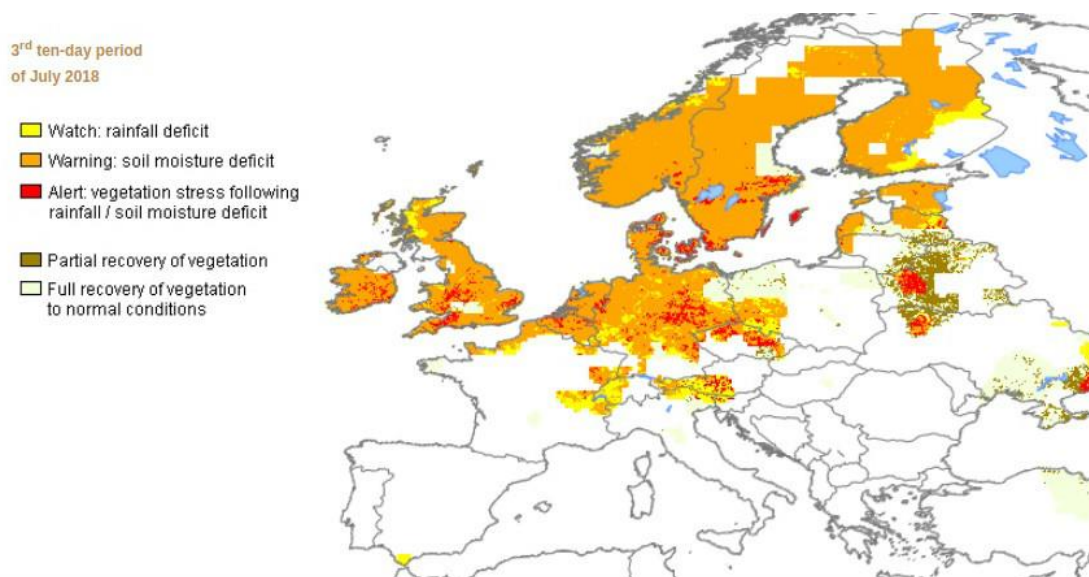 3rd ten-day period
of July 2018
Watch: rainfall deficit
Warning: soil moisture deficit
Alert: vegetation stress following
rainfall / soil moisture deficit
Partial recovery of vegetation
Full recovery of vegetation
to normal conditions